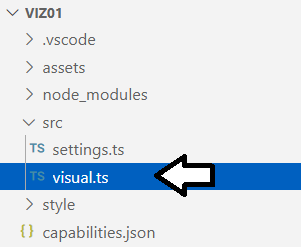 VIZ01
.vscode
assets
node_modules
src
TS settings.ts
TS visual.ts
style
{} capabilities.json